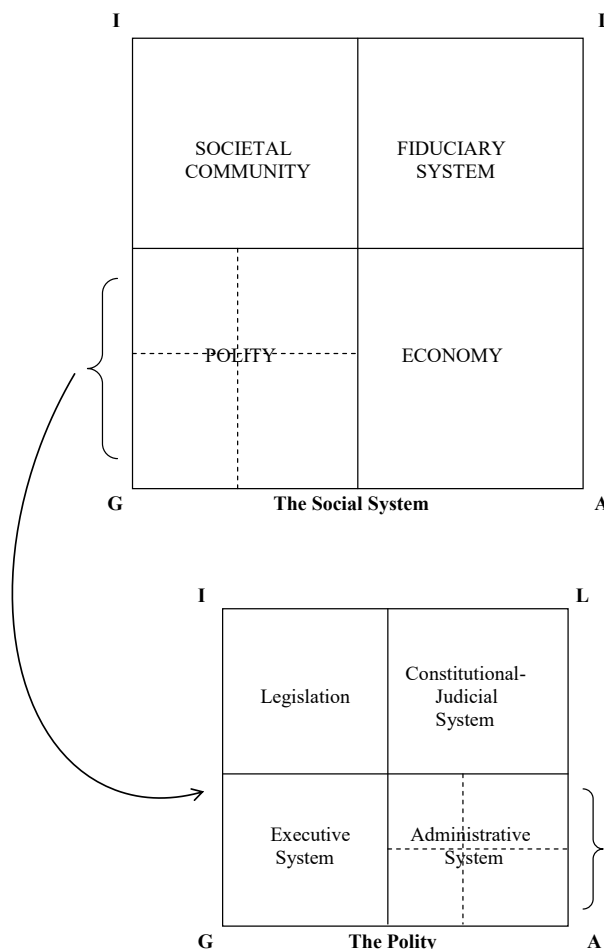 I
SOCIETAL
COMMUNITY
FIDUCIARY
SYSTEM
POLITY
ECONOMY
G
The Social System
A
I
L
Legislation
Constitutional-
Judicial
System
Executive
System
Administrative
System
G
The Polity
A